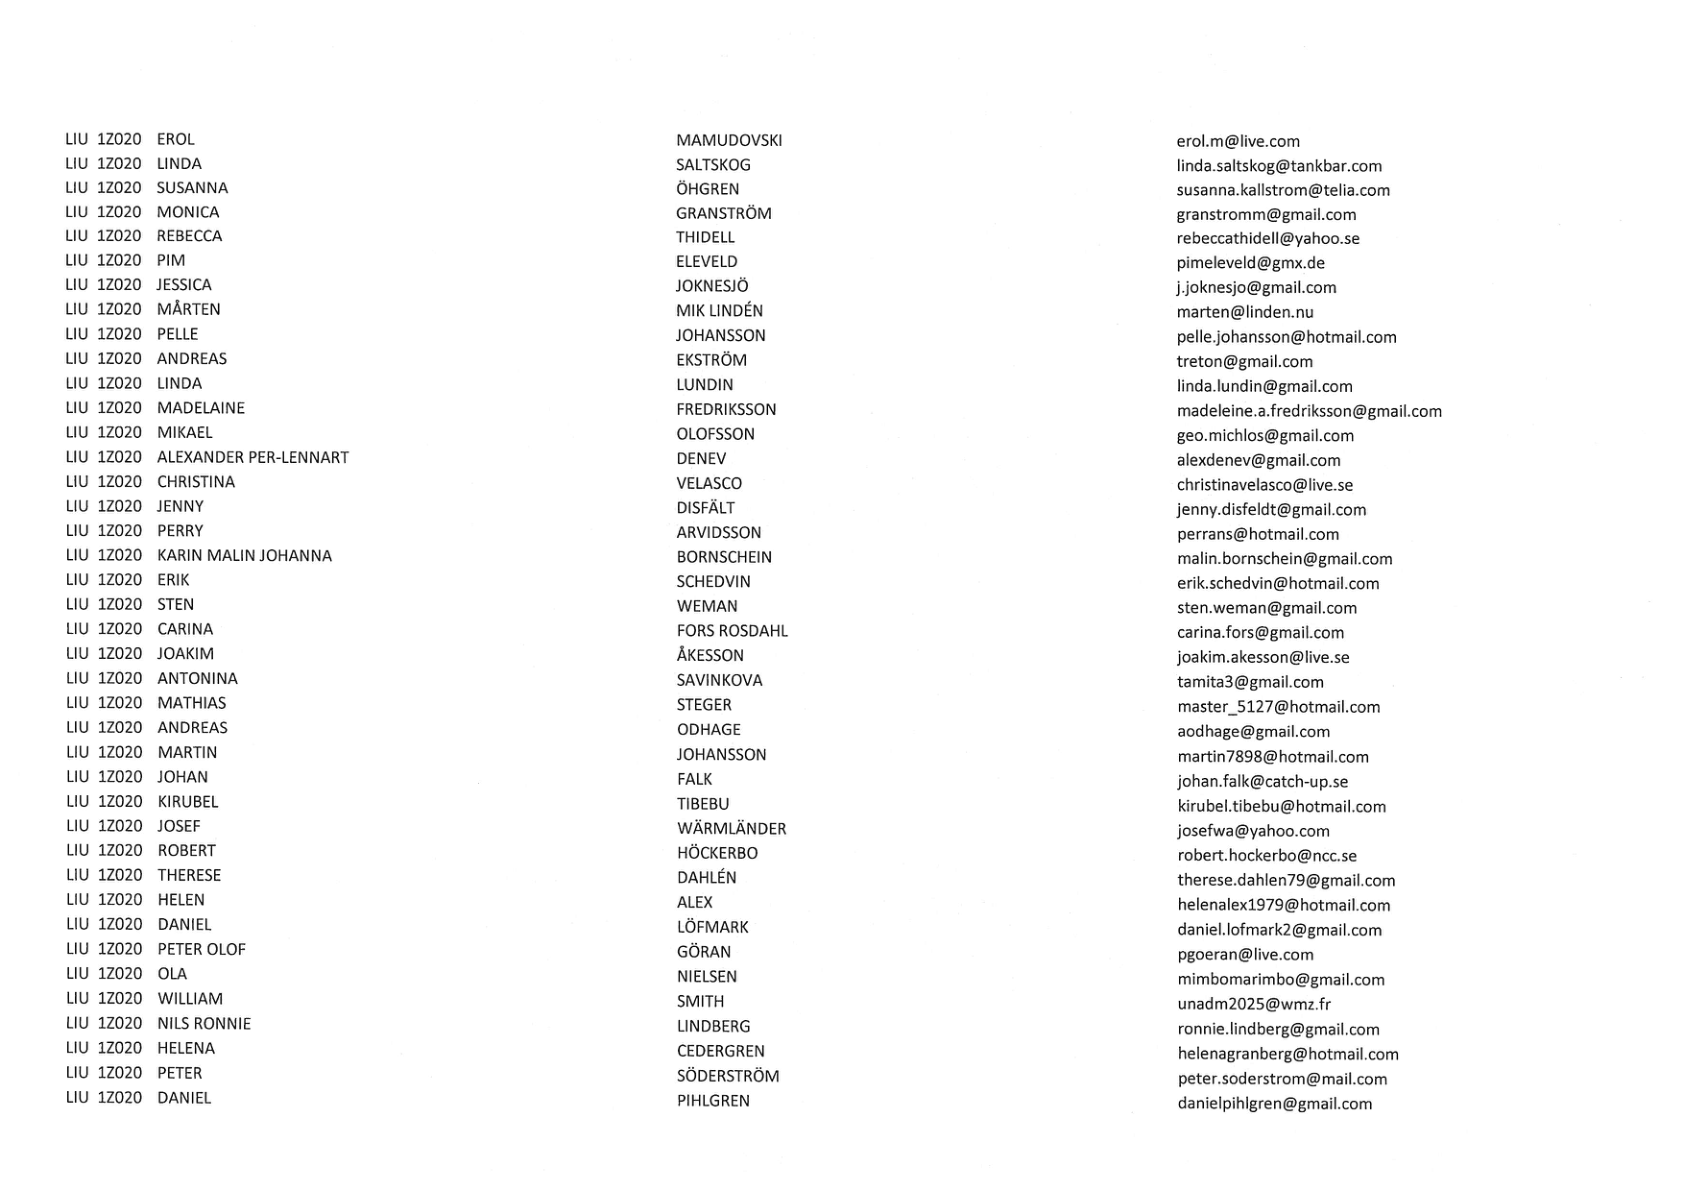 LIU 1Z020 EROL MAMUDOVSKI erol.m@live.com
LIU 1Z020 LINDA SALTSKOG linda.saltskog@tankbar.com
LIU 1Z020 SUSANNA ÖHGREN susanna.kallstrom@telia.com
LIU 1Z020 MONICA GRANSTRÖM granstromm@gmail.com
LIU 1Z020 REBECCA THIDELL rebeccathidell@yahoo.se
LIU 1Z020 PIM ELEVELD pimeleveld@gmx.de
LIU 1Z020 JESSICA JOKNESJÖ j.joknesjo@gmail.com
LIU 1Z020 MÅRTEN MIK LINDÉN marten@linden.nu
LIU 1Z020 PELLE JOHANSSON pelle.johansson@hotmail.com
LIU 1Z020 ANDREAS EKSTRÖM treton@gmail.com
LIU 1Z020 LINDA LUNDIN linda.lundin@gmail.com
LIU 1Z020 MADELAINE FREDRIKSSON madeleine.a.fredriksson@gmail.com
LIU 1Z020 MIKAEL OLOFSSON geo.michlos@gmail.com
LIU 1Z020 ALEXANDER PER-LENNART DENEV alexdenev@gmail.com
LIU 1Z020 CHRISTINA VELASCO christinavelasco@live.se
LIU 1Z020 JENNY DISFÄLT jenny.disfeldt@gmail.com
LIU 1Z020 PERRY ARVIDSSON perrans@hotmail.com
LIU 1Z020 KARIN MALIN JOHANNA BORNSCHEIN malin.bornschein@gmail.com
LIU 1Z020 ERIK SCHEDVIN erik.schedvin@hotmail.com
LIU 1Z020 STEN WEMAN sten.weman@gmail.com
LIU 1Z020 CARINA FORS ROSDAHL carina.fors@gmail.com
LIU 1Z020 JOAKIM ÅKESSON joakim.akesson@live.se
LIU 1Z020 ANTONINA SAVINKOVA tamita3@gmail.com
LIU 1Z020 MATHIAS STEGER master_5127@hotmail.com
LIU 1Z020 ANDREAS ODHAGE aodhage@gmail.com
LIU 1Z020 MARTIN JOHANSSON martin7898@hotmail.com
LIU 1Z020 JOHAN FALK johan.falk@catch-up.se
LIU 1Z020 KIRUBEL TIBEBU kirubel.tibebu@hotmail.com
LIU 1Z020 JOSEF WÄRMLÄNDER josefwa@yahoo.com
LIU 1Z020 ROBERT HÖCKERBO robert.hockerbo@ncc.se
LIU 1Z020 THERESE DAHLÉN therese.dahlen79@gmail.com
LIU 1Z020 HELEN ALEX helenalex1979@hotmail.com
LIU 1Z020 DANIEL LÖFMARK daniel.lofmark2@gmail.com
LIU 1Z020 PETER OLOF GÖRAN pgoeran@live.com
LIU 1Z020 OLA NIELSEN mimbomarimbo@gmail.com
LIU 1Z020 WILLIAM SMITH unadm2025@wmz.fr
LIU 1Z020 NILS RONNIE LINDBERG ronnie.lindberg@gmail.com
LIU 1Z020 HELENA CEDERGREN helenagranberg@hotmail.com
LIU 1Z020 PETER SÖDERSTRÖM peter.soderstrom@mail.com
LIU 1Z020 DANIEL PIHLGREN danielpihlgren@gmail.com